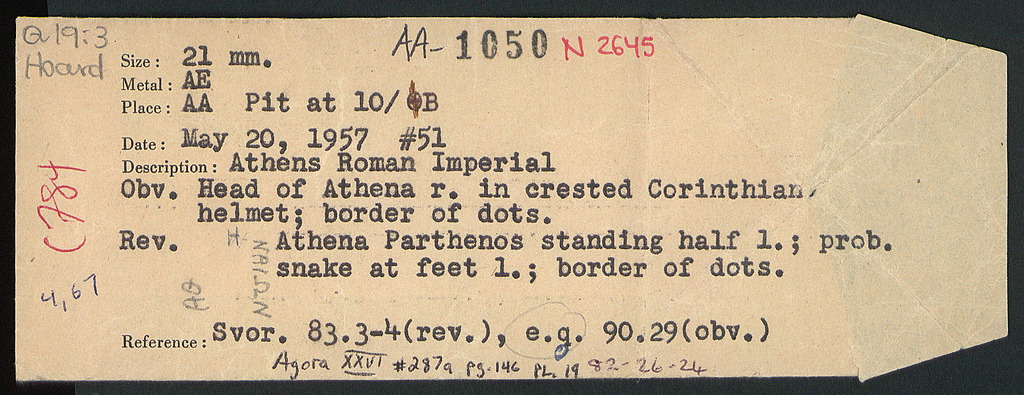 Q 19:3
Hoard
AA-1050 N 2645
Size: 21 mm.
Metal: AE
Place: AA Pit at 10/ B
Date: May 20, 1957 #51
Description: Athens Roman Imperial
Obv. Head of Athena r. in crested Corinthian
helmet; border of dots.
Rev. Athena Parthenos standing half l.; prob.
snake at feet l.; border of dots.
4,67
Reference: Svor. 83.3-4(rev.), e.g. 90.29(obv.)
Agora XXVI #287a pg.146 PL. 19 82-26-24